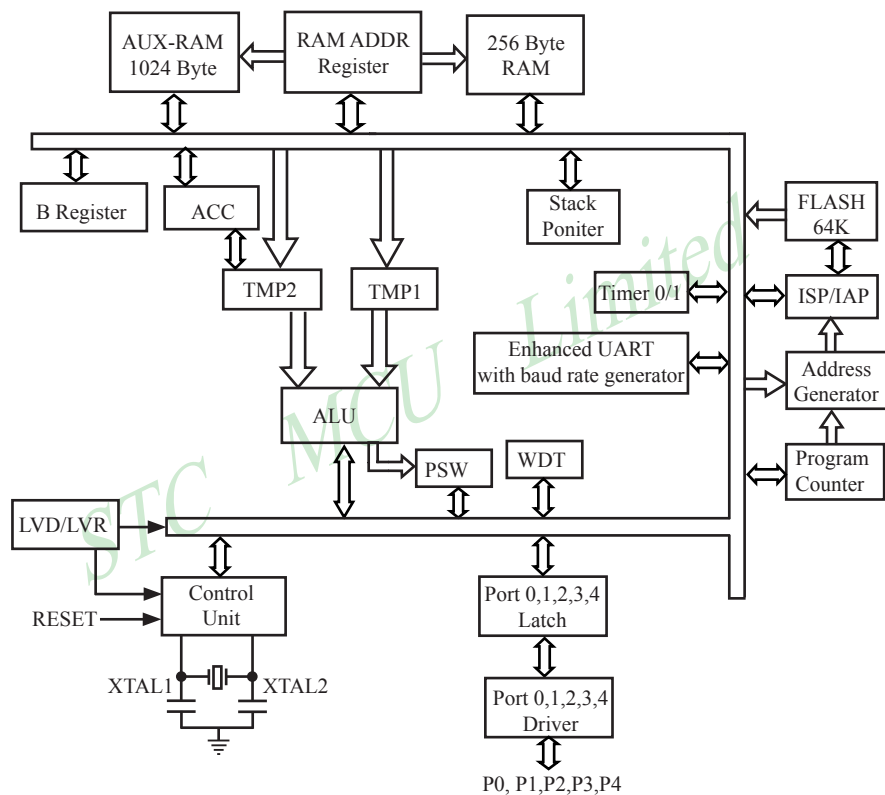 AUX-RAM
1024 Byte
RAM ADDR
Register
256 Byte
RAM
B Register
ACC
Stack
Poniter
FLASH
64K
TMP2
TMP1
Timer 0/1
ISP/IAP
Enhanced UART
with baud rate generator
Address
Generator
ALU
PSW
WDT
Program
Counter
LVD/LVR
Control
Unit
RESET
Port 0,1,2,3,4
Latch
XTAL1
XTAL2
Port 0,1,2,3,4
Driver
P0, P1,P2,P3,P4
STC MCU Limited